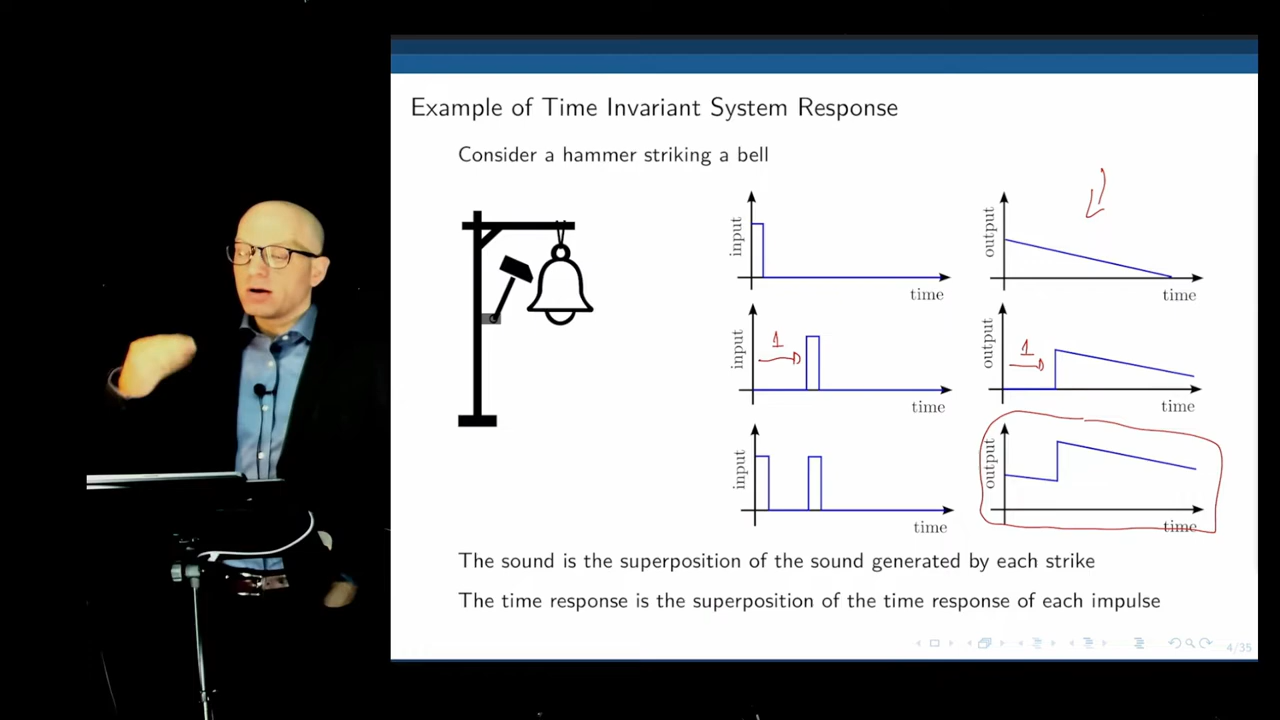 Example of Time Invariant System Response
Consider a hammer striking a bell
input
time
output
time
input
1
time
output
1
time
input
time
output
time
The sound is the superposition of the sound generated by each strike
The time response is the superposition of the time response of each impulse
4/35